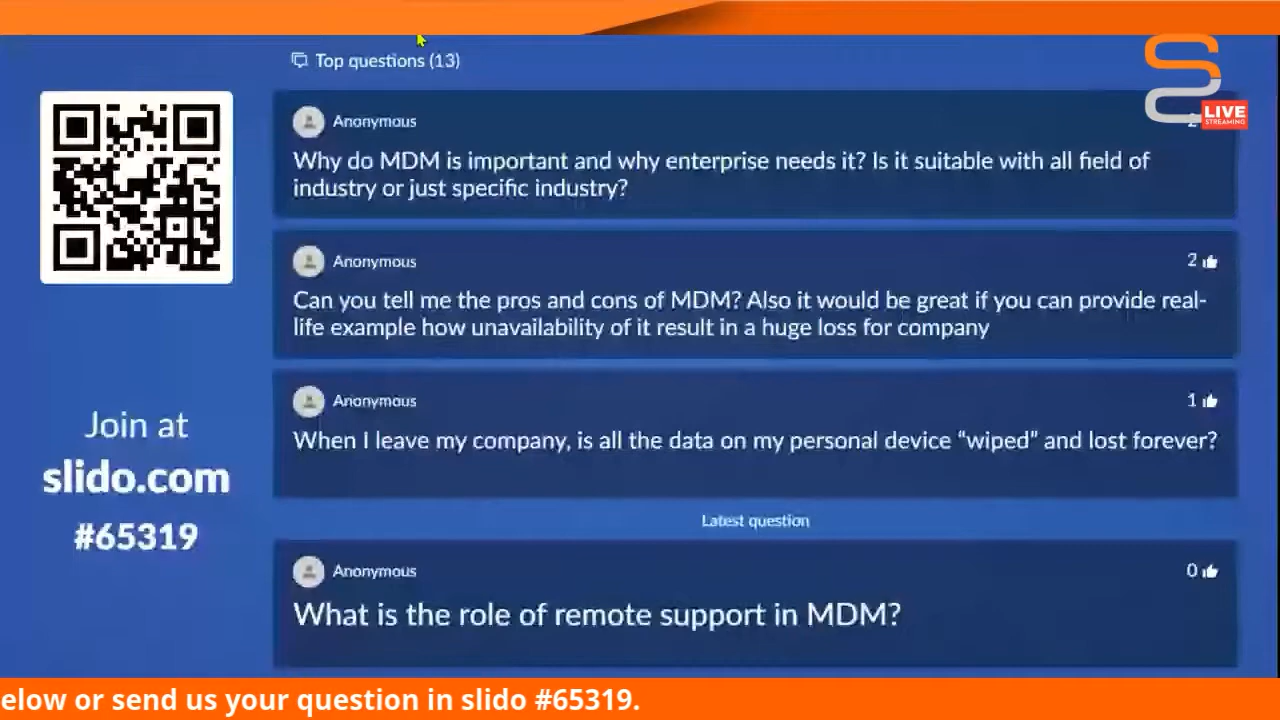 Top questions (13)
Anonymous
2
LIVE
STREAMING
Why do MDM is important and why enterprise needs it? Is it suitable with all field of
industry or just specific industry?
Anonymous
2
Can you tell me the pros and cons of MDM? Also it would be great if you can provide real-
life example how unavailability of it result in a huge loss for company
Anonymous
1
When I leave my company, is all the data on my personal device “wiped” and lost forever?
Join at
slido.com
#65319
Latest question
Anonymous
0
What is the role of remote support in MDM?
elow or send us your question in slido #65319.